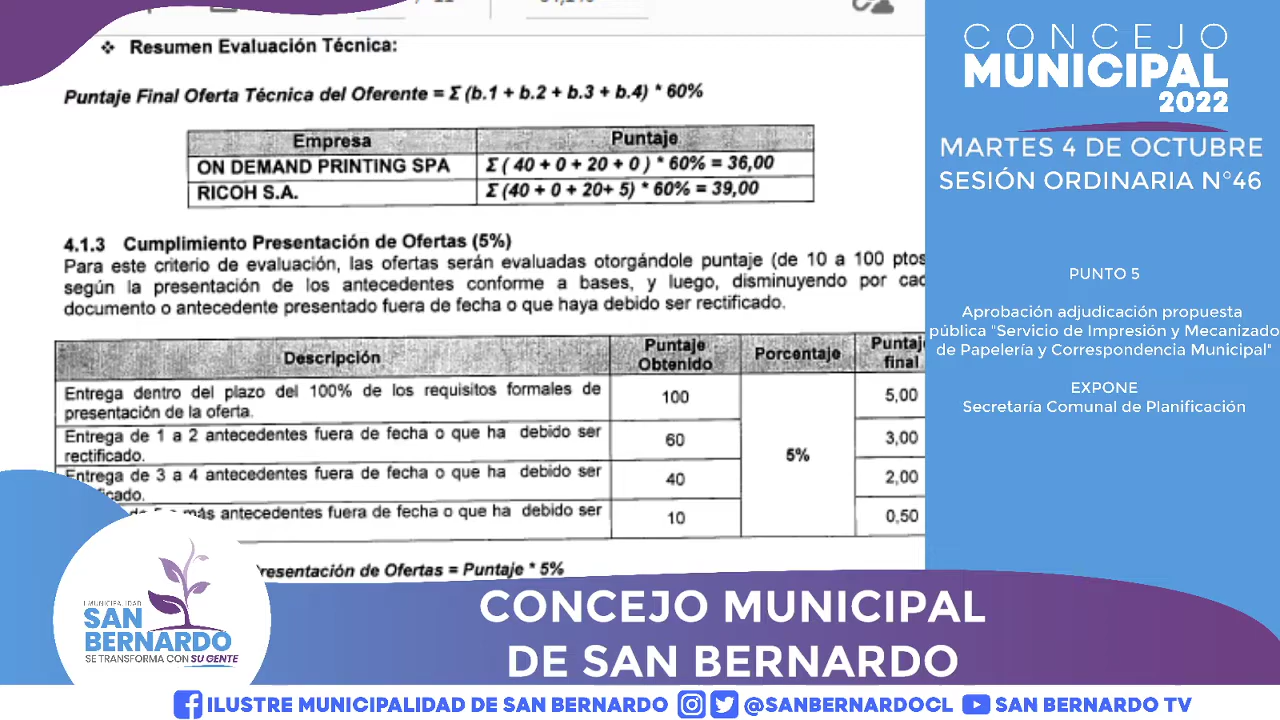 ❖ Resumen Evaluación Técnica:
Puntaje Final Oferta Técnica del Oferente = Σ (b.1 + b.2 + b.3 + b.4) * 60%
Empresa Puntaje
ON DEMAND PRINTING SPA Σ ( 40 + 0 + 20 + 0 ) * 60% = 36,00
RICOH S.A. Σ (40 + 0 + 20+ 5) * 60% = 39,00
4.1.3 Cumplimiento Presentación de Ofertas (5%)
Para este criterio de evaluación, las ofertas serán evaluadas otorgándole puntaje (de 10 a 100 ptos
según la presentación de los antecedentes conforme a bases, y luego, disminuyendo por cad
documento o antecedente presentado fuera de fecha o que haya debido ser rectificado.
Descripción Puntaje Obtenido Porcentaje Puntaje final
Entrega dentro del plazo del 100% de los requisitos formales de
presentación de la oferta. 100 5,00
Entrega de 1 a 2 antecedentes fuera de fecha o que ha debido ser
rectificado. 60 3,00
5%
Entrega de 3 a 4 antecedentes fuera de fecha o que ha debido ser
icado. 40 2,00
más antecedentes fuera de fecha o que ha debido ser
10 0,50
resentación de Ofertas = Puntaje * 5%
CONCEJO
MUNICIPAL
2022
MARTES 4 DE OCTUBRE
SESIÓN ORDINARIA N°46
PUNTO 5
Aprobación adjudicación propuesta
pública "Servicio de Impresión y Mecanizado
de Papelería y Correspondencia Municipal"
EXPONE
Secretaría Comunal de Planificación
I.MUNICIPALIDAD
SAN
BERNARDO
SE TRANSFORMA CON SU GENTE
CONCEJO MUNICIPAL
DE SAN BERNARDO
ILUSTRE MUNICIPALIDAD DE SAN BERNARDO @SANBERNARDOCL SAN BERNARDO TV